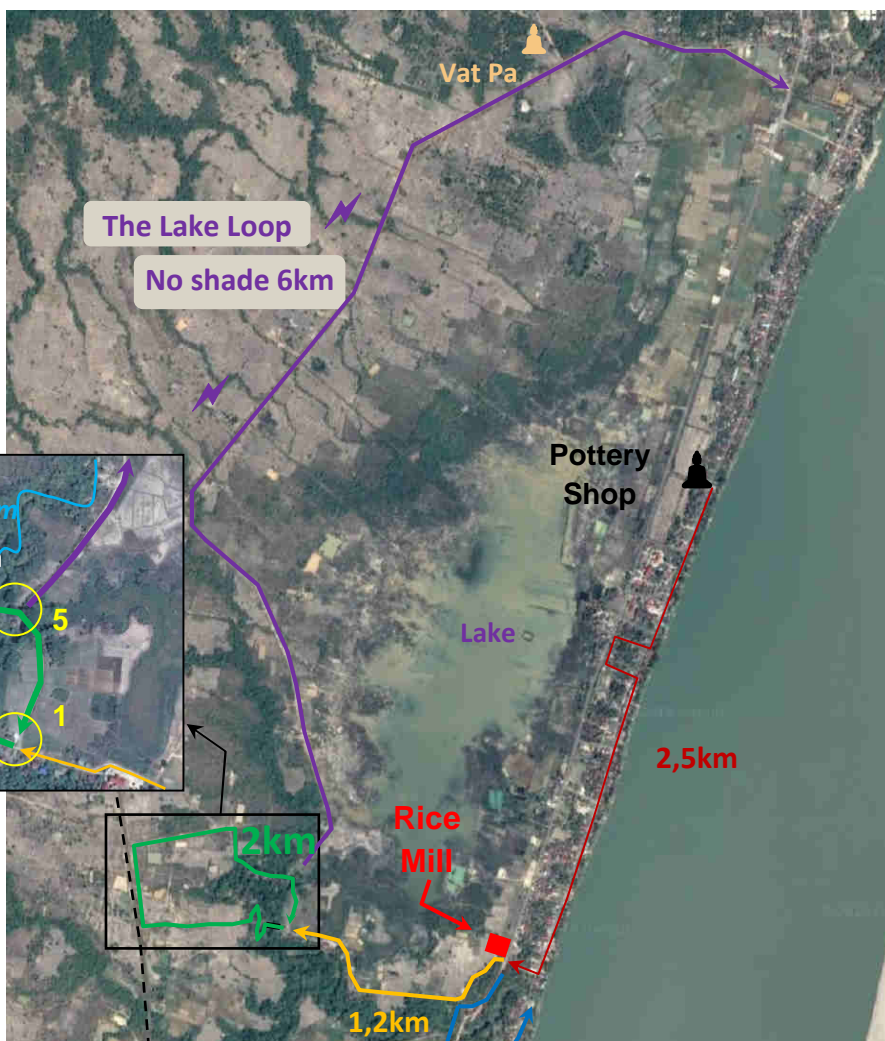 Vat Pa
The Lake Loop
No shade 6km
Pottery
Shop
5
Lake
1
2,5km
Rice
Mill
2km
1,2km